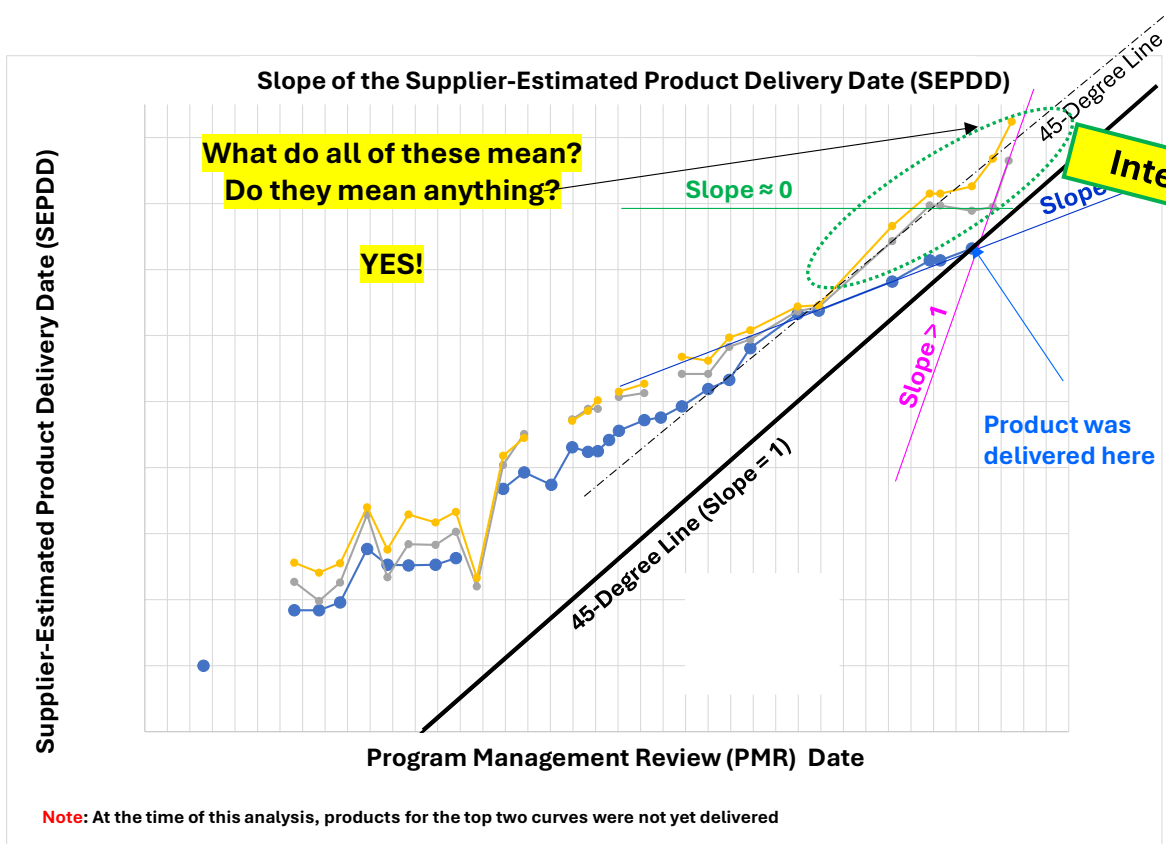 Slope of the Supplier-Estimated Product Delivery Date (SEPDD)
45-Degree Line
What do all of these mean?
Do they mean anything?
Slope ≈ 0
Slope
YES!
Slope > 1
Product was
delivered here
45-Degree Line (Slope = 1)
Supplier-Estimated Product Delivery Date (SEPDD)
Program Management Review (PMR) Date
Note: At the time of this analysis, products for the top two curves were not yet delivered